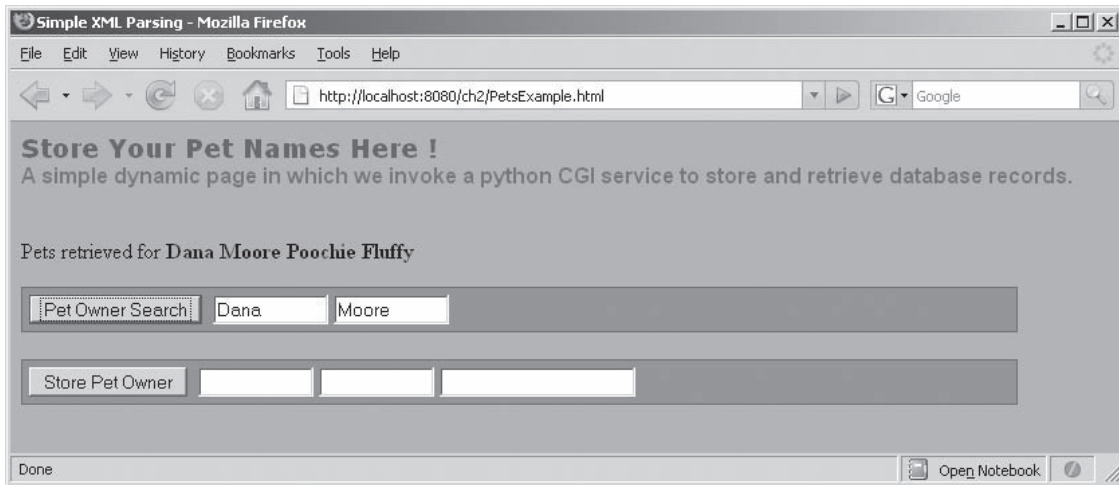 Simple XML Parsing - Mozilla Firefox
File Edit View History Bookmarks Tools Help
http://localhost:8080/ch2/PetsExample.html G Google
Store Your Pet Names Here !
A simple dynamic page in which we invoke a python CGI service to store and retrieve database records.
Pets retrieved for Dana Moore Poochie Fluffy
Pet Owner Search Dana Moore
Store Pet Owner
Done Open Notebook